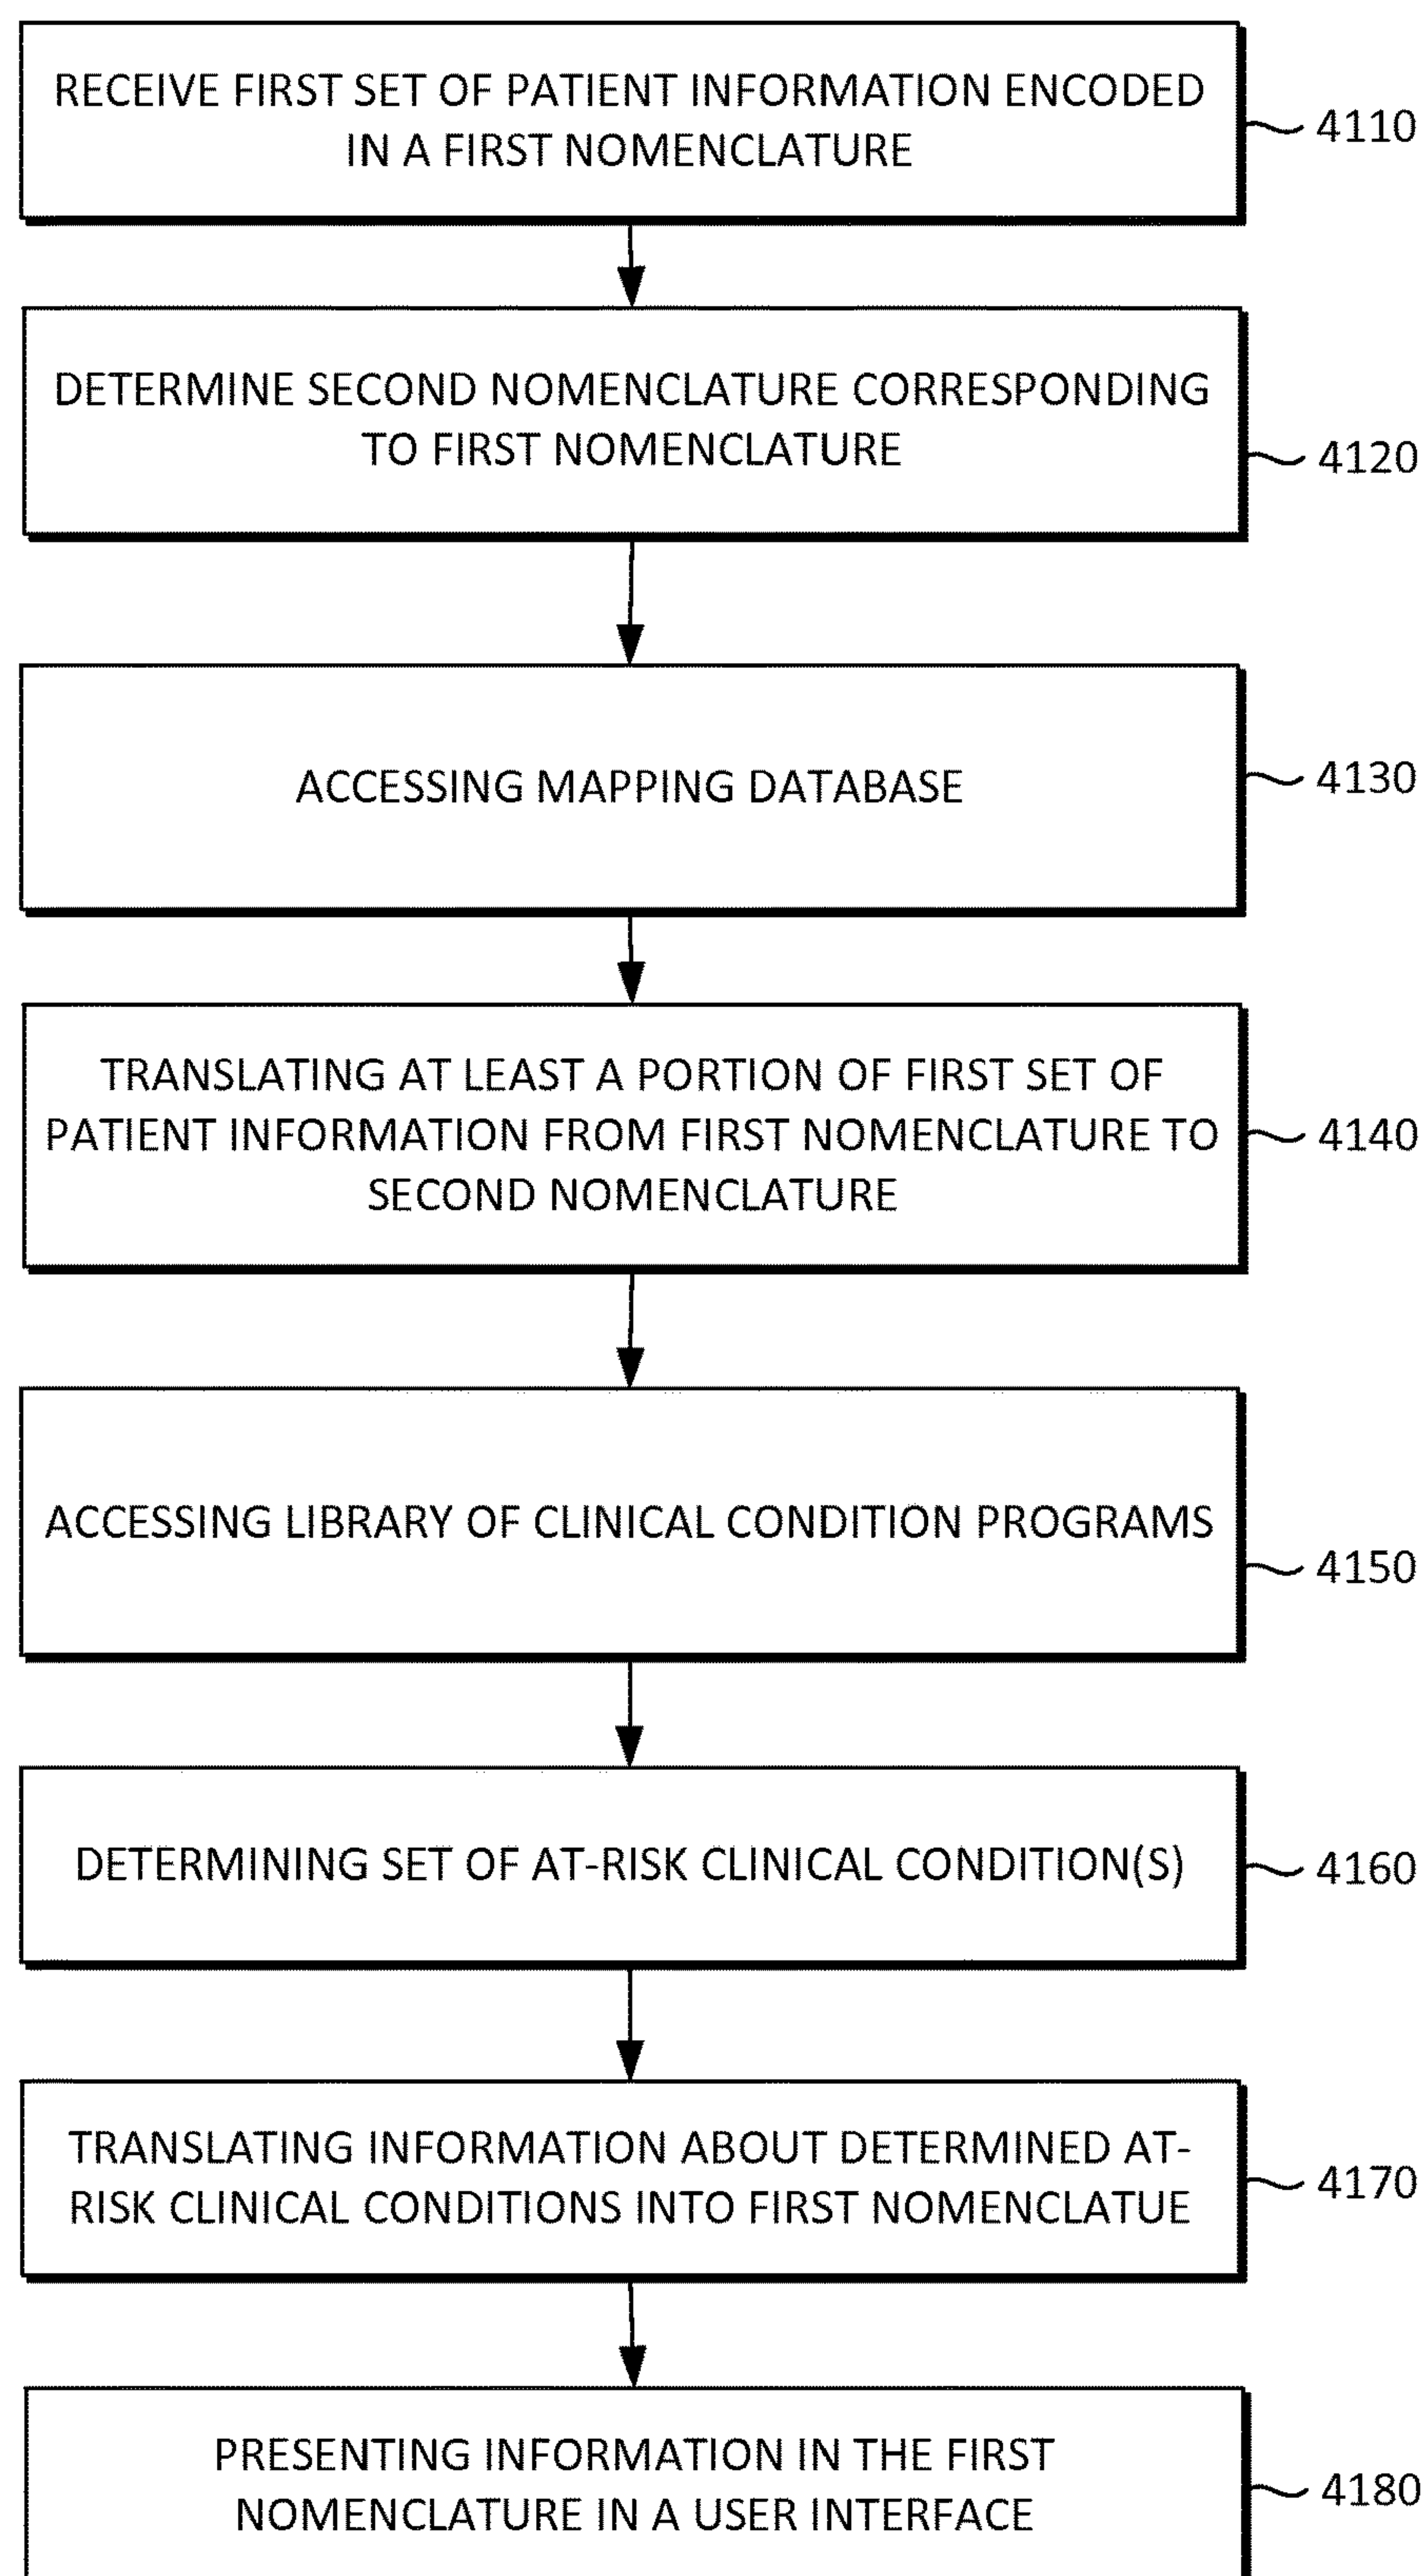 RECEIVE FIRST SET OF PATIENT INFORMATION ENCODED
IN A FIRST NOMENCLATURE
4110
DETERMINE SECOND NOMENCLATURE CORRESPONDING
TO FIRST NOMENCLATURE
4120
ACCESSING MAPPING DATABASE
4130
TRANSLATING AT LEAST A PORTION OF FIRST SET OF
PATIENT INFORMATION FROM FIRST NOMENCLATURE TO
SECOND NOMENCLATURE
4140
ACCESSING LIBRARY OF CLINICAL CONDITION PROGRAMS
4150
DETERMINING SET OF AT-RISK CLINICAL CONDITION(S)
4160
TRANSLATING INFORMATION ABOUT DETERMINED AT-
RISK CLINICAL CONDITIONS INTO FIRST NOMENCLATUE
4170
PRESENTING INFORMATION IN THE FIRST
NOMENCLATURE IN A USER INTERFACE
4180